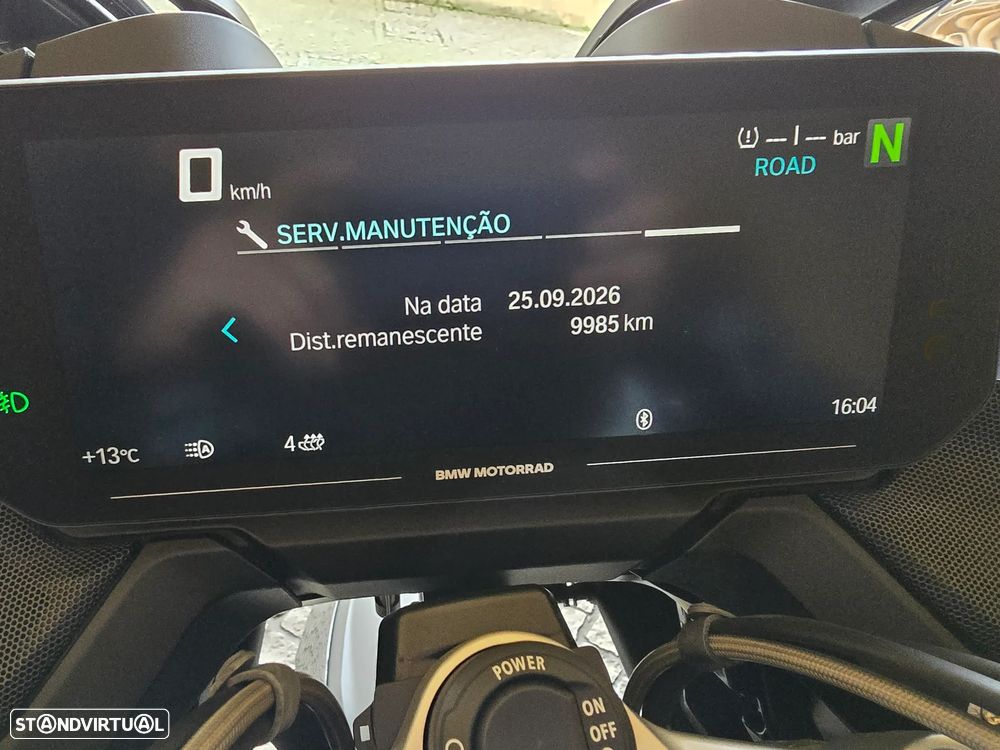 0 km/h
-- | -- bar N
ROAD
SERV.MANUTENÇÃO
Na data 25.09.2026
Dist.remanescente 9985 km
+13°C A 4 16:04
BMW MOTORRAD
POWER
ON
OFF
STANDVIRTUAL